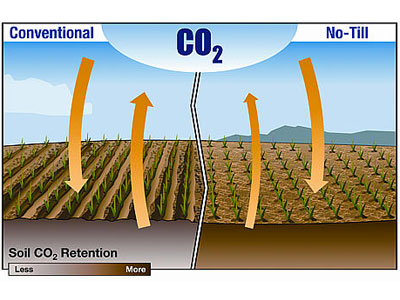 Conventional
CO₂
No-Till
Soil CO₂ Retention
Less
More